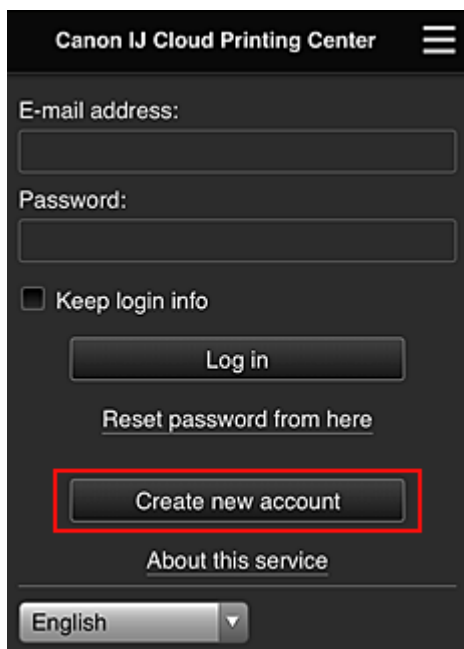 Canon IJ Cloud Printing Center
E-mail address:
Password:
Keep login info
Log in
Reset password from here
Create new account
About this service
English